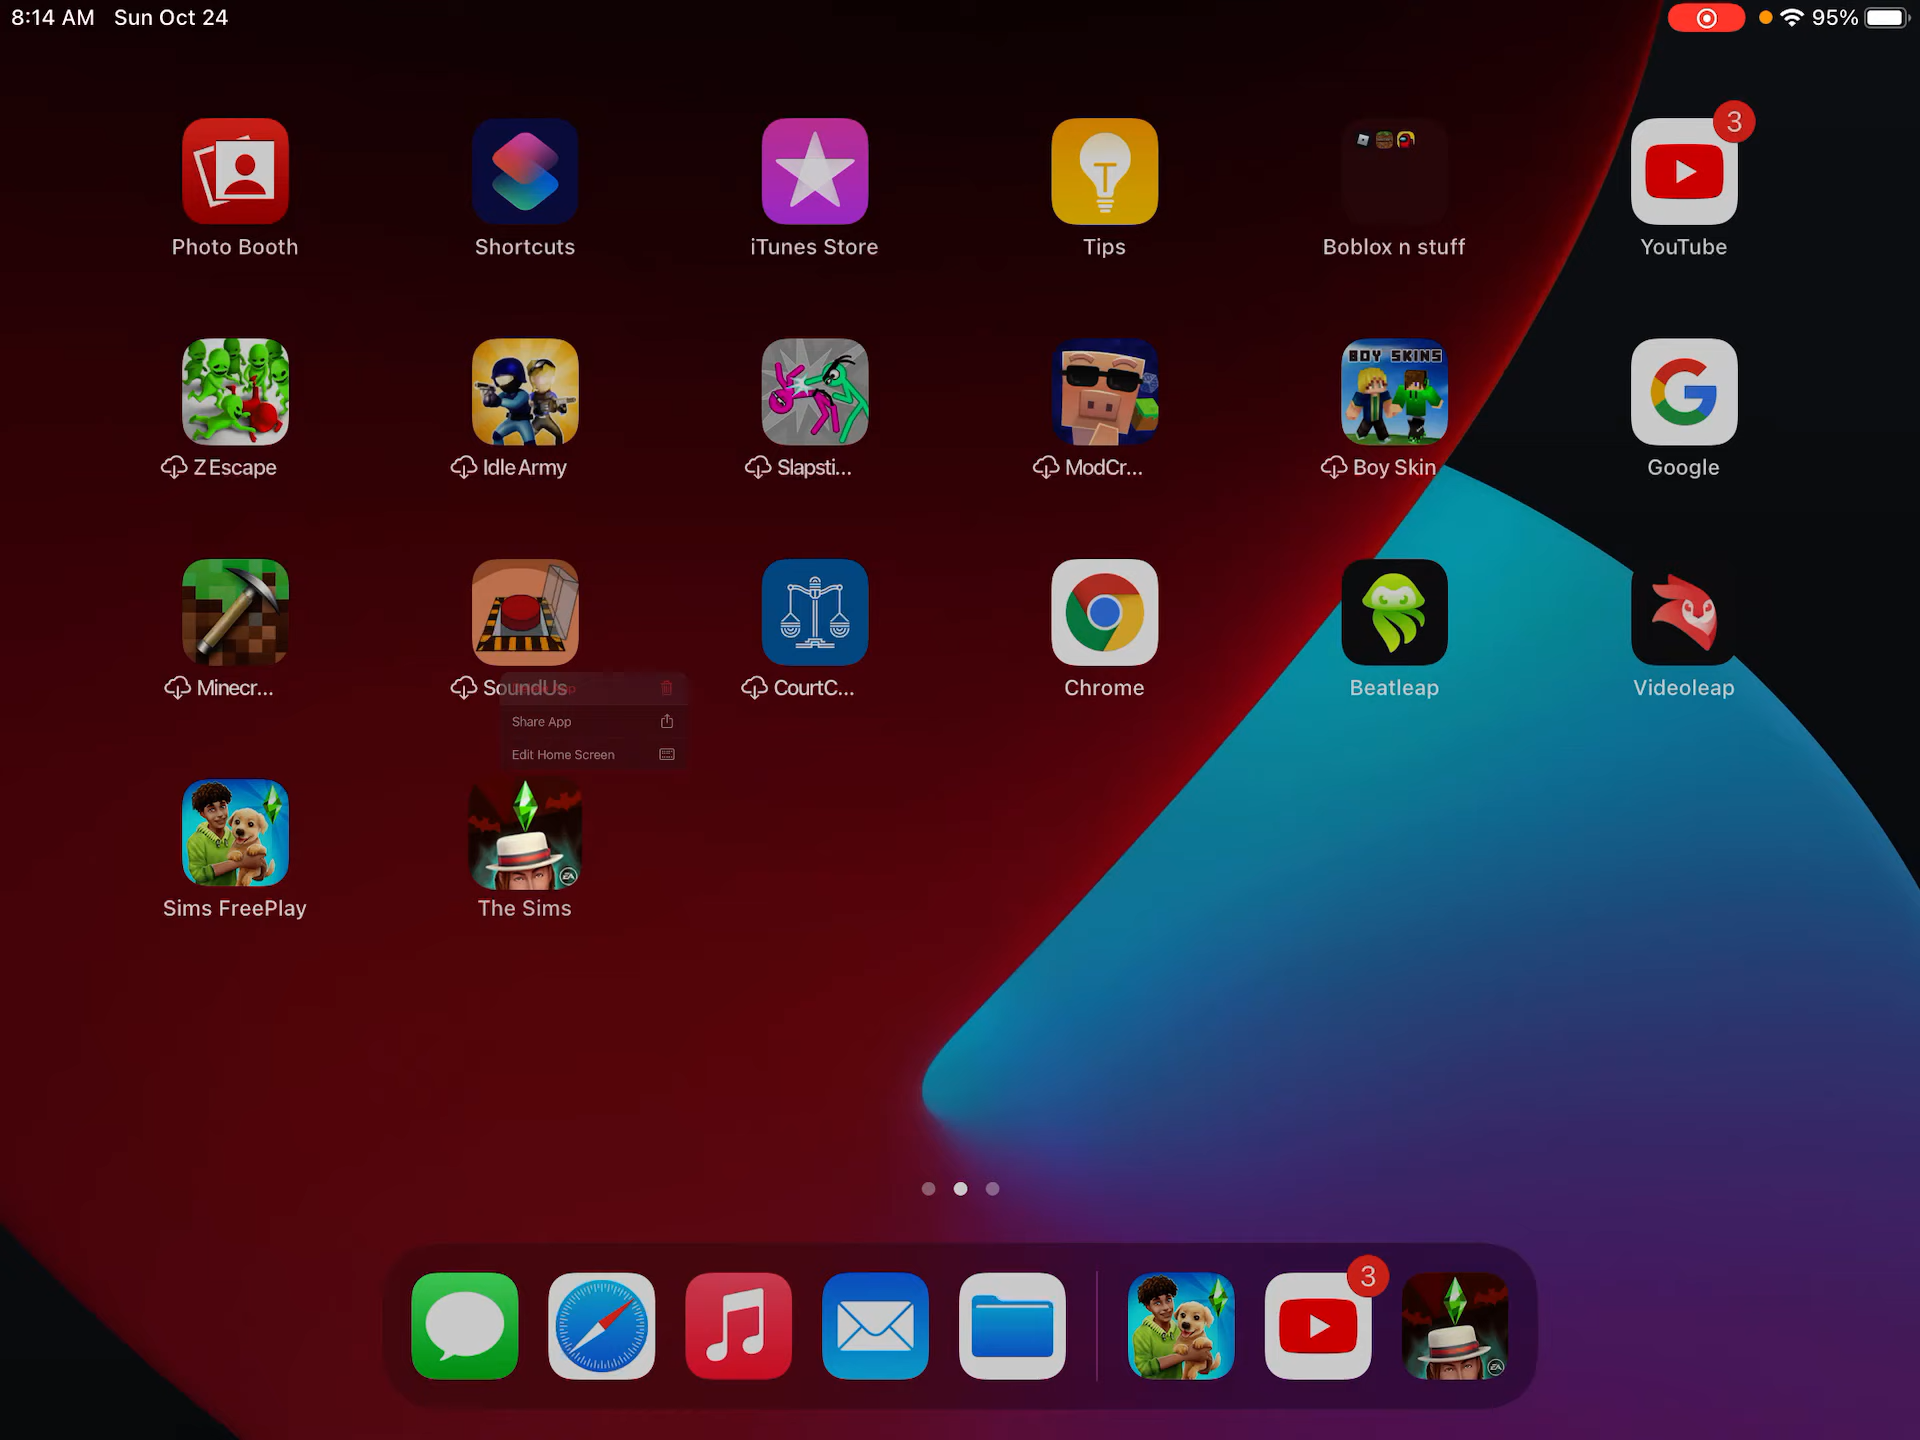 8:14 AM Sun Oct 24
95%
3
Photo Booth
Shortcuts
iTunes Store
Tips
Boblox n stuff
YouTube
BOY SKINS
Z Escape
Idle Army
Slapsti...
ModCr...
Boy Skin
Google
Minecr...
SoundUs
CourtC...
Chrome
Beatleap
Videoleap
Share App
Edit Home Screen
EA
Sims FreePlay
The Sims
3
EA